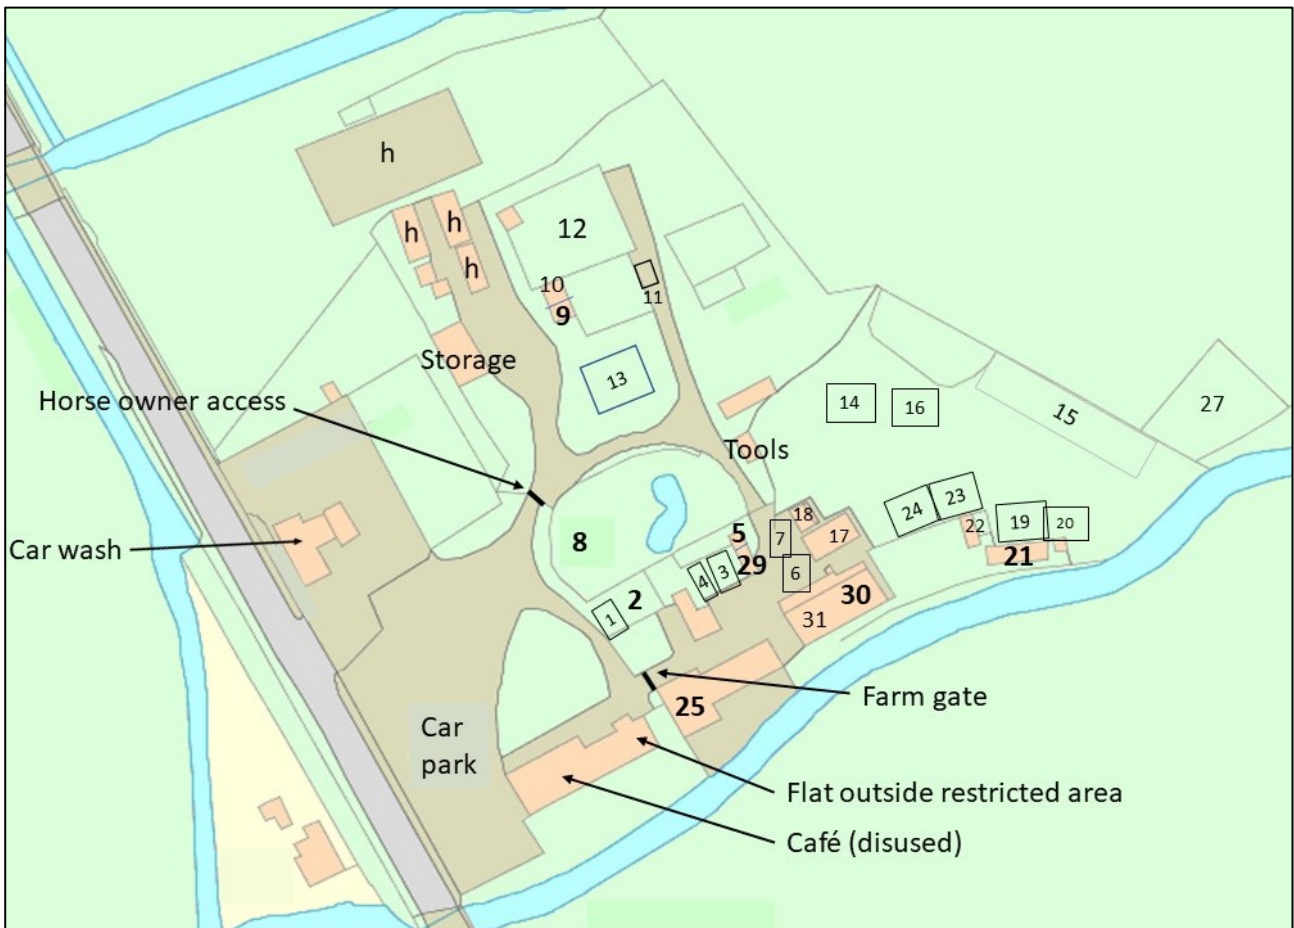 h
h
h
h
12
10
9
11
Storage
13
Horse owner access
14
16
15
27
Tools
Car wash
8
5
7
18
17
24
23
22
19
20
21
4
3
29
6
2
1
30
31
25
Farm gate
Car
park
Flat outside restricted area
Café (disused)